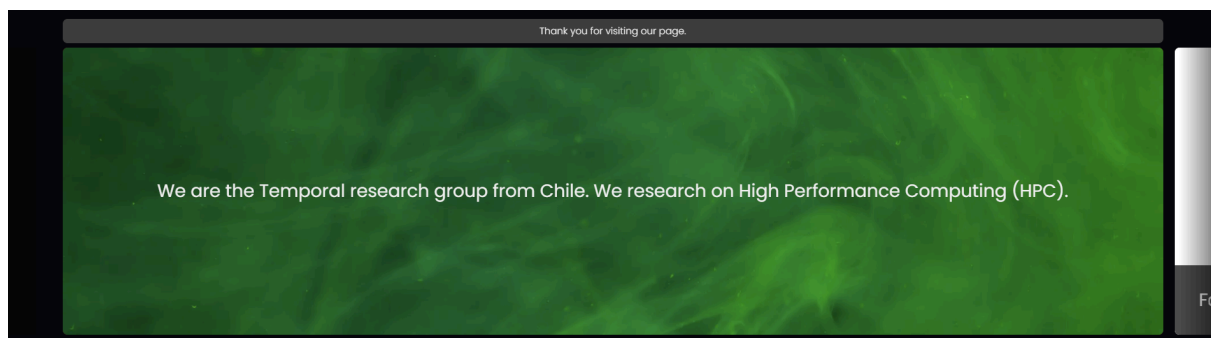 Thank you for visiting our page.
We are the Temporal research group from Chile. We research on High Performance Computing (HPC).